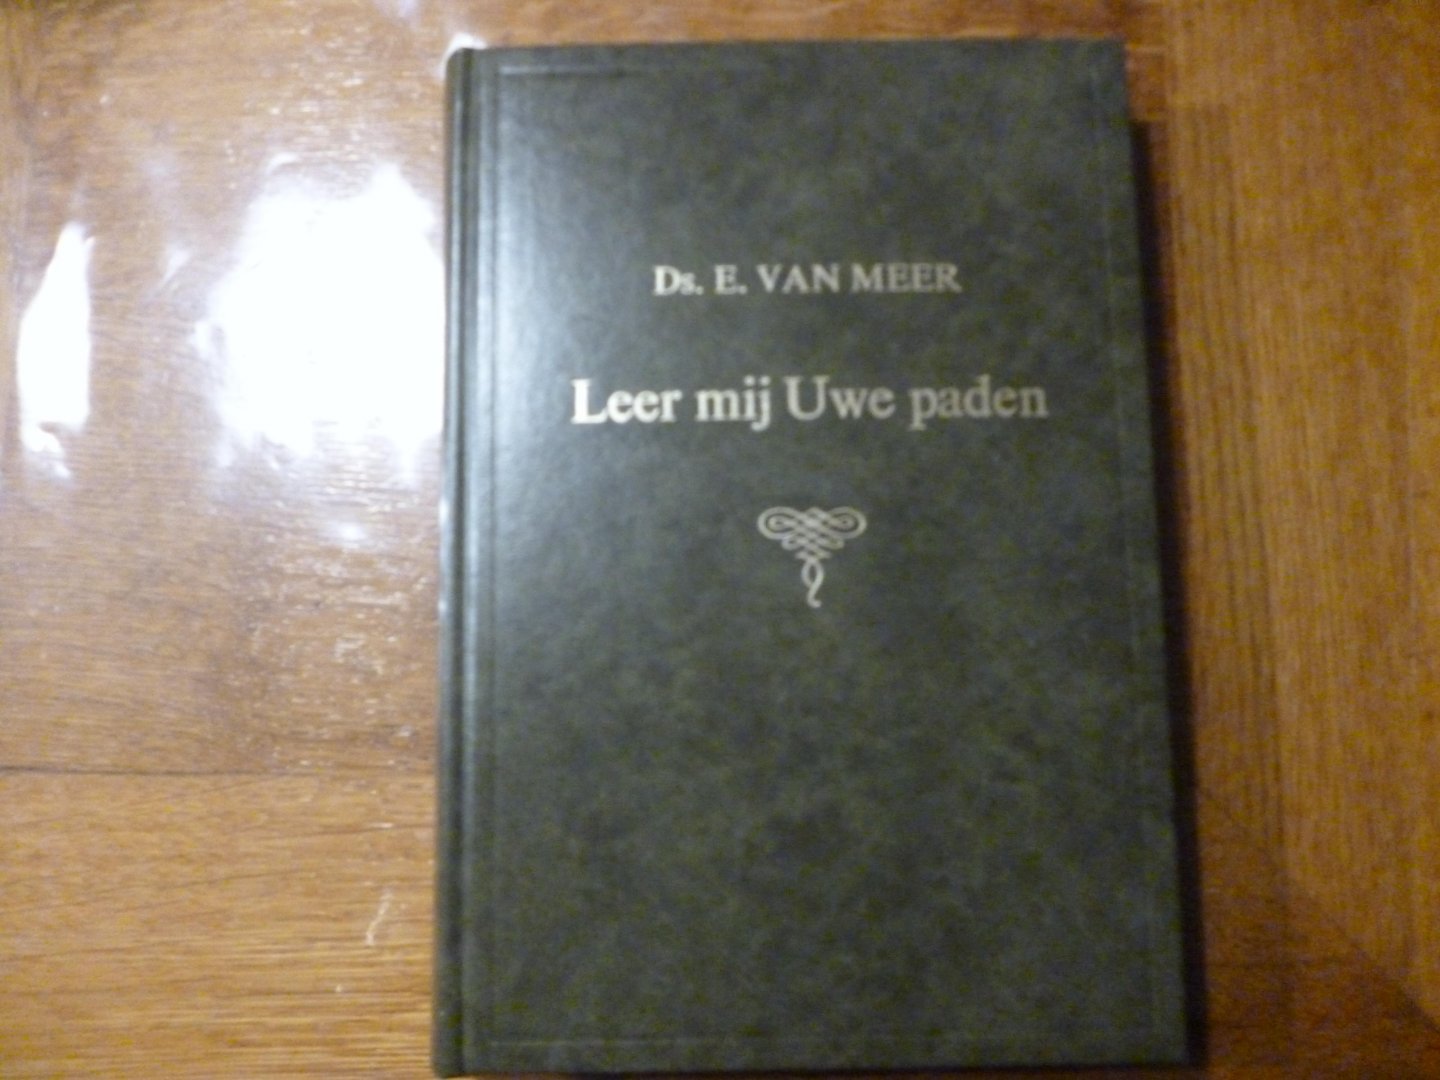 Ds. E. VAN MEER
Leer mij Uwe paden